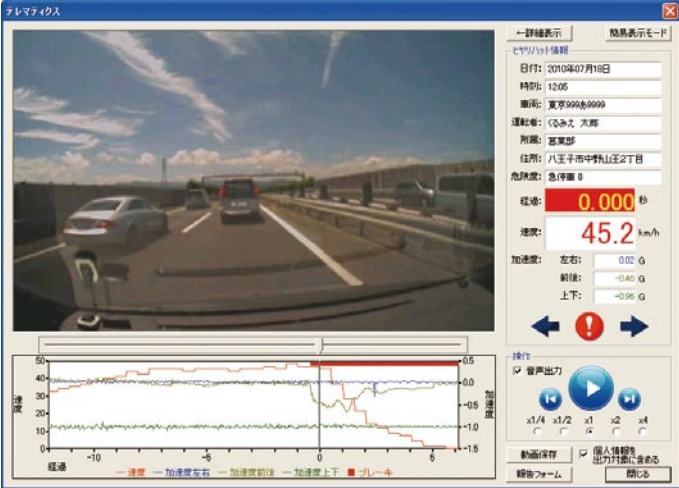 テレマティクス
←詳細表示
簡易表示モード
ヒヤリハット情報
日付: 2010年07月18日
時刻: 12:05
車両: 東京999あ9999
運転者: くるみえ 太郎
所属: 営業部
住所: 八王子市中野山王2丁目
危険度: 急停車 0
経過: 0.000 秒
速度: 45.2 km/h
加速度: 左右: 0.02 G
前後: -0.46 G
上下: -0.96 G
操作
音声出力
x1/4 x1/2 x1 x2 x4
動画保存
個人情報を
出力対象に含める
報告フォーム
閉じる
50 40 30 20 10 0
速度
0.5 0.0 -0.5 -1.0 -1.5
加速度
-10 -5 0 5
経過
速度 加速度左右 加速度前後 加速度上下 ブレーキ